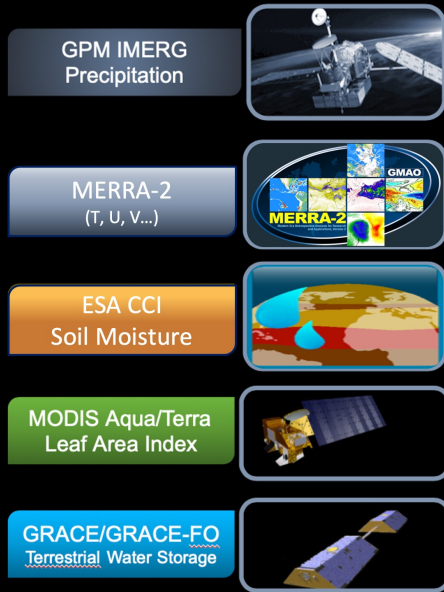 GPM IMERG
Precipitation
MERRA-2
(T, U, V...)
GMAO
MERRA-2
ESA CCI
Soil Moisture
MODIS Aqua/Terra
Leaf Area Index
GRACE/GRACE-FO
Terrestrial Water Storage